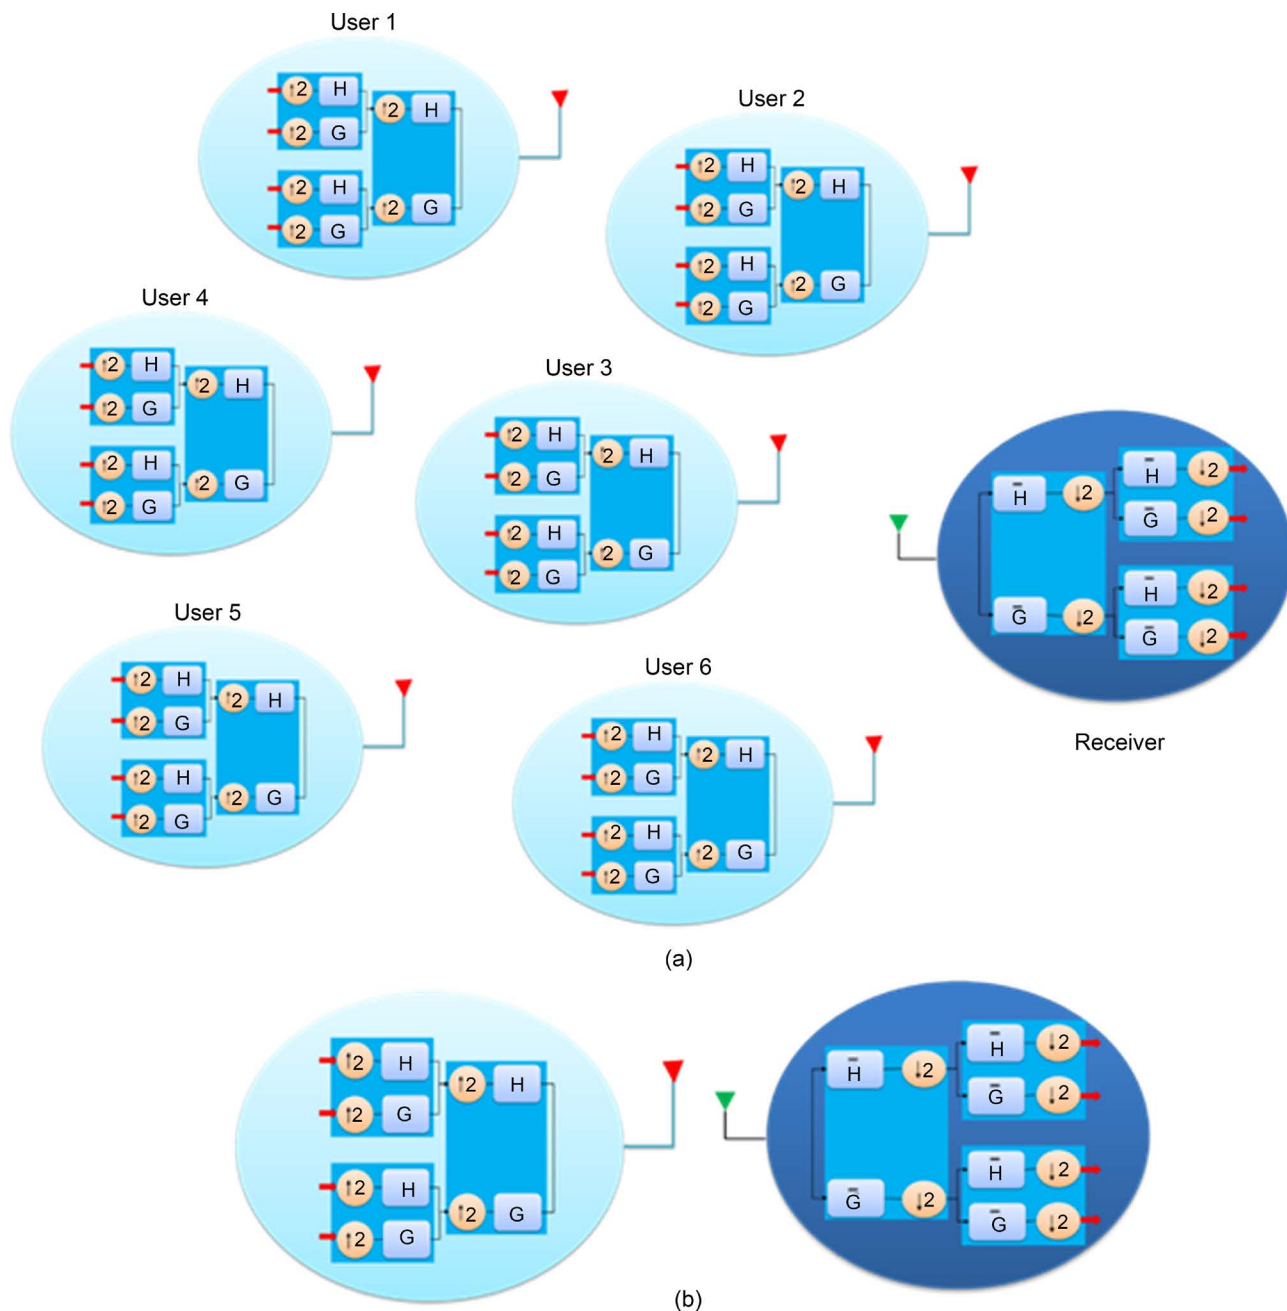 User 1
↑2 H
↑2 G
↑2 H
↑2 G
↑2 H
↑2 G
User 2
↑2 H
↑2 G
↑2 H
↑2 G
↑2 H
↑2 G
User 4
↑2 H
↑2 G
↑2 H
↑2 G
↑2 H
↑2 G
User 3
↑2 H
↑2 G
↑2 H
↑2 G
↑2 H
↑2 G
H̄ ↓2
Ḡ ↓2
H̄ ↓2
Ḡ ↓2
H̄ ↓2
Ḡ ↓2
Receiver
User 5
↑2 H
↑2 G
↑2 H
↑2 G
↑2 H
↑2 G
User 6
↑2 H
↑2 G
↑2 H
↑2 G
↑2 H
↑2 G
(a)
↑2 H
↑2 G
↑2 H
↑2 G
↑2 H
↑2 G
H̄ ↓2
Ḡ ↓2
H̄ ↓2
Ḡ ↓2
H̄ ↓2
Ḡ ↓2
(b)